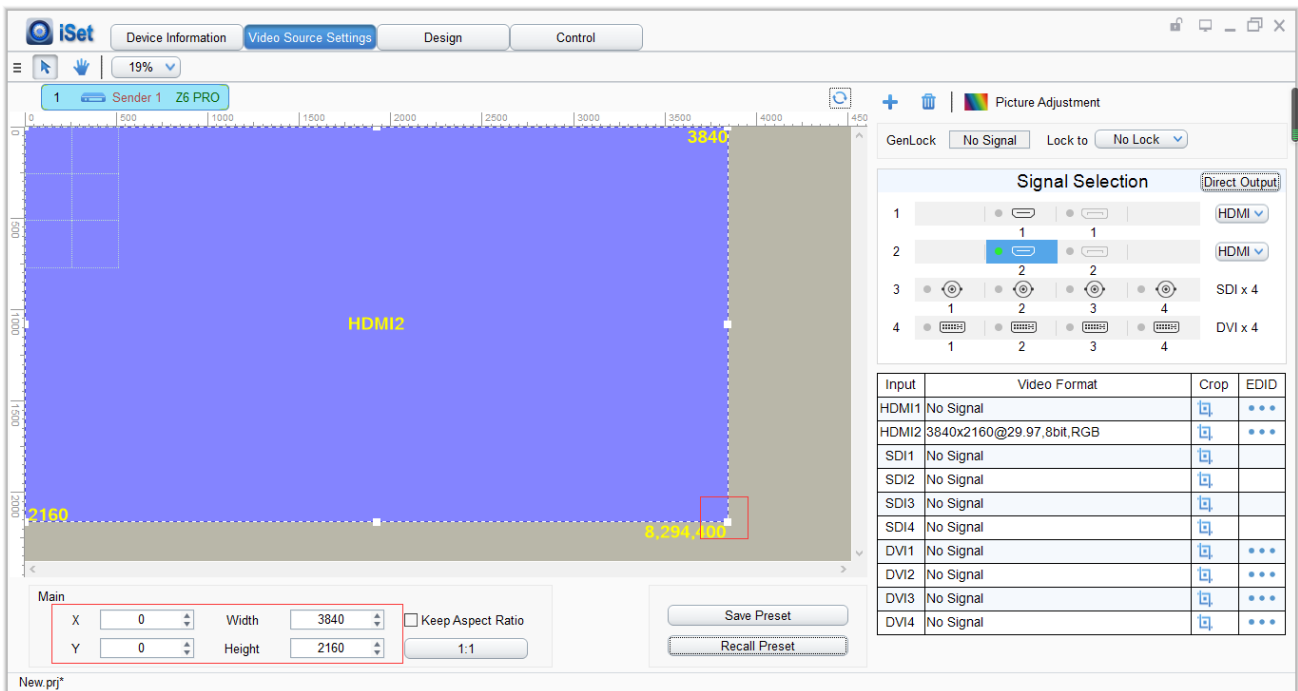 iSet
Device Information Video Source Settings Design Control
19%
1 Sender 1 Z6 PRO
0 500 1000 1500 2000 2500 3000 3500 4000 450
0
500
1000
1500
2000
3840
HDMI2
2160
8,294,400
Main
X 0 Width 3840 Keep Aspect Ratio
Y 0 Height 2160 1:1
Save Preset
Recall Preset
New.prj*
Picture Adjustment
GenLock No Signal Lock to No Lock
Signal Selection Direct Output
1 HDMI
1 1
2 HDMI
2 2
3 SDI x 4
1 2 3 4
4 DVI x 4
1 2 3 4
Input Video Format Crop EDID
HDMI1 No Signal
HDMI2 3840x2160@29.97,8bit,RGB
SDI1 No Signal
SDI2 No Signal
SDI3 No Signal
SDI4 No Signal
DVI1 No Signal
DVI2 No Signal
DVI3 No Signal
DVI4 No Signal